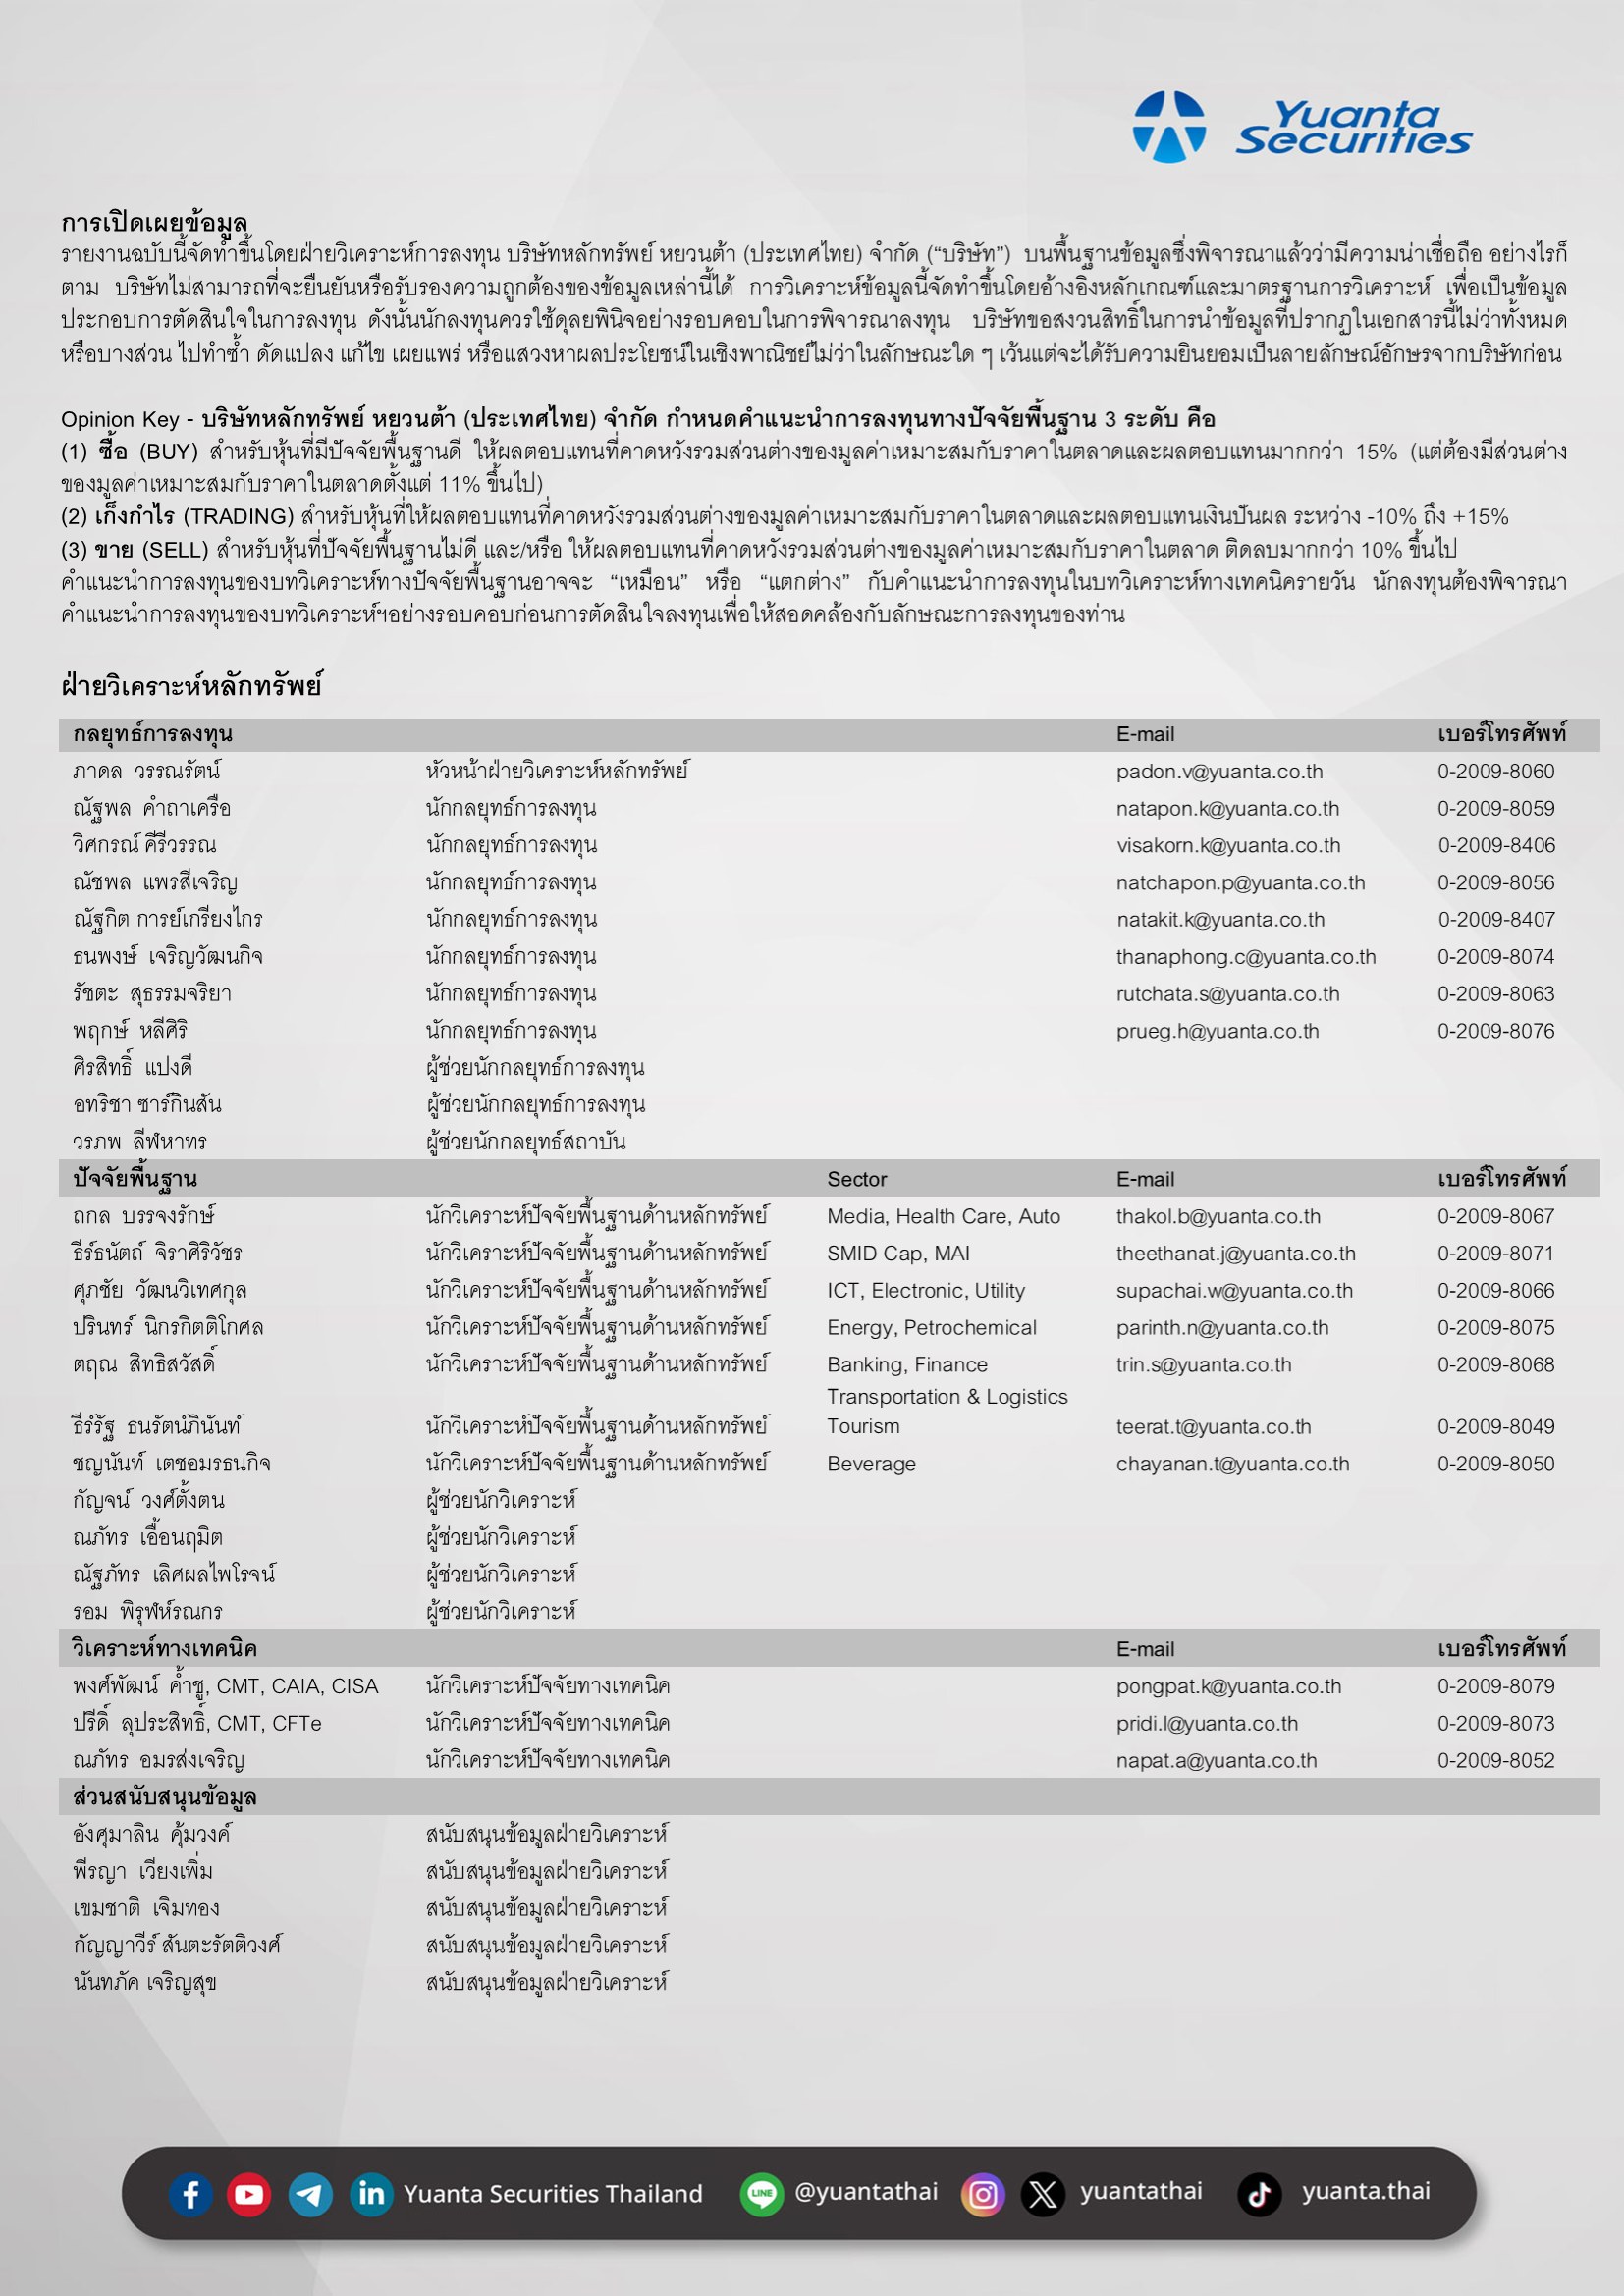 Yuanta
Securities
การเปิดเผยข้อมูล
รายงานฉบับนี้จัดทำขึ้นโดยฝ่ายวิเคราะห์การลงทุน บริษัทหลักทรัพย์ หยวนต้า (ประเทศไทย) จำกัด (“บริษัท”) บนพื้นฐานข้อมูลซึ่งพิจารณาแล้วว่ามีความน่าเชื่อถือ อย่างไรก็
ตาม บริษัทไม่สามารถที่จะยืนยันหรือรับรองความถูกต้องของข้อมูลเหล่านี้ได้ การวิเคราะห์ข้อมูลนี้จัดทำขึ้นโดยอ้างอิงหลักเกณฑ์และมาตรฐานการวิเคราะห์ เพื่อเป็นข้อมูล
ประกอบการตัดสินใจในการลงทุน ดังนั้นนักลงทุนควรใช้ดุลยพินิจอย่างรอบคอบในการพิจารณาลงทุน บริษัทขอสงวนสิทธิ์ในการนำข้อมูลที่ปรากฏในเอกสารนี้ไม่ว่าทั้งหมด
หรือบางส่วน ไปทำซ้ำ ดัดแปลง แก้ไข เผยแพร่ หรือแสวงหาผลประโยชน์ในเชิงพาณิชย์ไม่ว่าในลักษณะใด ๆ เว้นแต่จะได้รับความยินยอมเป็นลายลักษณ์อักษรจากบริษัทก่อน
Opinion Key - บริษัทหลักทรัพย์ หยวนต้า (ประเทศไทย) จำกัด กำหนดคำแนะนำการลงทุนทางปัจจัยพื้นฐาน 3 ระดับ คือ
(1) ซื้อ (BUY) สำหรับหุ้นที่มีปัจจัยพื้นฐานดี ให้ผลตอบแทนที่คาดหวังรวมส่วนต่างของมูลค่าเหมาะสมกับราคาในตลาดและผลตอบแทนมากกว่า 15% (แต่ต้องมีส่วนต่าง
ของมูลค่าเหมาะสมกับราคาในตลาดตั้งแต่ 11% ขึ้นไป)
(2) เก็งกำไร (TRADING) สำหรับหุ้นที่ให้ผลตอบแทนที่คาดหวังรวมส่วนต่างของมูลค่าเหมาะสมกับราคาในตลาดและผลตอบแทนเงินปันผล ระหว่าง -10% ถึง +15%
(3) ขาย (SELL) สำหรับหุ้นที่ปัจจัยพื้นฐานไม่ดี และ/หรือ ให้ผลตอบแทนที่คาดหวังรวมส่วนต่างของมูลค่าเหมาะสมกับราคาในตลาด ติดลบมากกว่า 10% ขึ้นไป
คำแนะนำการลงทุนของบทวิเคราะห์ทางปัจจัยพื้นฐานอาจจะ “เหมือน” หรือ “แตกต่าง” กับคำแนะนำการลงทุนในบทวิเคราะห์ทางเทคนิครายวัน นักลงทุนต้องพิจารณา
คำแนะนำการลงทุนของบทวิเคราะห์ฯอย่างรอบคอบก่อนการตัดสินใจลงทุนเพื่อให้สอดคล้องกับลักษณะการลงทุนของท่าน
ฝ่ายวิเคราะห์หลักทรัพย์
กลยุทธ์การลงทุน E-mail เบอร์โทรศัพท์
ภาดล วรรณรัตน์ หัวหน้าฝ่ายวิเคราะห์หลักทรัพย์ padon.v@yuanta.co.th 0-2009-8060
ณัฐพล คำถาเครือ นักกลยุทธ์การลงทุน natapon.k@yuanta.co.th 0-2009-8059
วิศกรณ์ คีรีวรรณ นักกลยุทธ์การลงทุน visakorn.k@yuanta.co.th 0-2009-8406
ณัชพล แพรสีเจริญ นักกลยุทธ์การลงทุน natchapon.p@yuanta.co.th 0-2009-8056
ณัฐกิต การย์เกรียงไกร นักกลยุทธ์การลงทุน natakit.k@yuanta.co.th 0-2009-8407
ธนพงษ์ เจริญวัฒนกิจ นักกลยุทธ์การลงทุน thanaphong.c@yuanta.co.th 0-2009-8074
รัชตะ สุธรรมจริยา นักกลยุทธ์การลงทุน rutchata.s@yuanta.co.th 0-2009-8063
พฤกษ์ หลีศิริ นักกลยุทธ์การลงทุน prueg.h@yuanta.co.th 0-2009-8076
ศิรสิทธิ์ แปงดี ผู้ช่วยนักกลยุทธ์การลงทุน
อทริชา ซาร์กินสัน ผู้ช่วยนักกลยุทธ์การลงทุน
วรภพ ลีฬหาทร ผู้ช่วยนักกลยุทธ์สถาบัน
ปัจจัยพื้นฐาน Sector E-mail เบอร์โทรศัพท์
ถกล บรรจงรักษ์ นักวิเคราะห์ปัจจัยพื้นฐานด้านหลักทรัพย์ Media, Health Care, Auto thakol.b@yuanta.co.th 0-2009-8067
ธีร์ธนัตถ์ จิราศิริวัชร นักวิเคราะห์ปัจจัยพื้นฐานด้านหลักทรัพย์ SMID Cap, MAI theethanat.j@yuanta.co.th 0-2009-8071
ศุภชัย วัฒนวิเทศกุล นักวิเคราะห์ปัจจัยพื้นฐานด้านหลักทรัพย์ ICT, Electronic, Utility supachai.w@yuanta.co.th 0-2009-8066
ปรินทร์ นิกรกิตติโกศล นักวิเคราะห์ปัจจัยพื้นฐานด้านหลักทรัพย์ Energy, Petrochemical parinth.n@yuanta.co.th 0-2009-8075
ตฤณ สิทธิสวัสดิ์ นักวิเคราะห์ปัจจัยพื้นฐานด้านหลักทรัพย์ Banking, Finance trin.s@yuanta.co.th 0-2009-8068
Transportation & Logistics
ธีร์รัฐ ธนรัตน์ภินันท์ นักวิเคราะห์ปัจจัยพื้นฐานด้านหลักทรัพย์ Tourism teerat.t@yuanta.co.th 0-2009-8049
ชญนันท์ เตชอมรธนกิจ นักวิเคราะห์ปัจจัยพื้นฐานด้านหลักทรัพย์ Beverage chayanan.t@yuanta.co.th 0-2009-8050
กัญจน์ วงศ์ตั้งตน ผู้ช่วยนักวิเคราะห์
ณภัทร เอื้อนฤมิต ผู้ช่วยนักวิเคราะห์
ณัฐภัทร เลิศผลไพโรจน์ ผู้ช่วยนักวิเคราะห์
รอม พิรุฬห์รณกร ผู้ช่วยนักวิเคราะห์
วิเคราะห์ทางเทคนิค E-mail เบอร์โทรศัพท์
พงศ์พัฒน์ ค้ำชู, CMT, CAIA, CISA นักวิเคราะห์ปัจจัยทางเทคนิค pongpat.k@yuanta.co.th 0-2009-8079
ปรีดิ์ ลุประสิทธิ์, CMT, CFTe นักวิเคราะห์ปัจจัยทางเทคนิค pridi.l@yuanta.co.th 0-2009-8073
ณภัทร อมรส่งเจริญ นักวิเคราะห์ปัจจัยทางเทคนิค napat.a@yuanta.co.th 0-2009-8052
ส่วนสนับสนุนข้อมูล
อังศุมาลิน คุ้มวงค์ สนับสนุนข้อมูลฝ่ายวิเคราะห์
พีรญา เวียงเพิ่ม สนับสนุนข้อมูลฝ่ายวิเคราะห์
เขมชาติ เจิมทอง สนับสนุนข้อมูลฝ่ายวิเคราะห์
กัญญาวีร์ สันตะรัตติวงศ์ สนับสนุนข้อมูลฝ่ายวิเคราะห์
นันทภัค เจริญสุข สนับสนุนข้อมูลฝ่ายวิเคราะห์
Yuanta Securities Thailand LINE @yuantathai yuantathai yuanta.thai